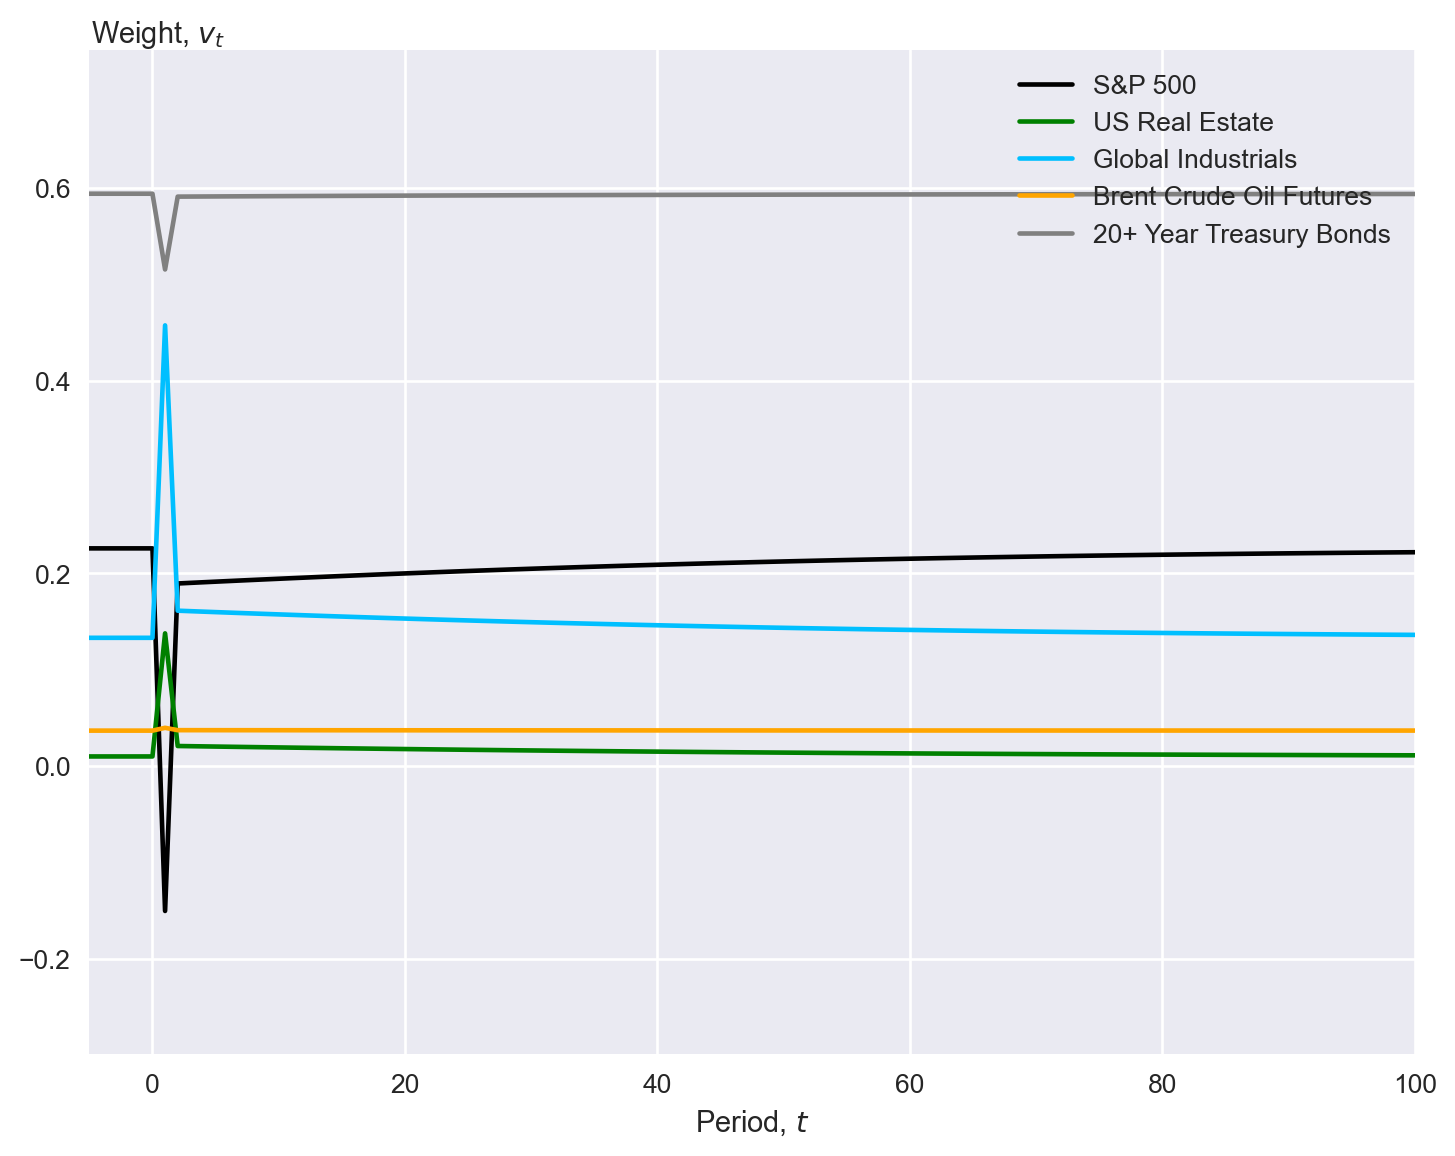 Weight, vₜ
S&P 500
US Real Estate
Global Industrials
Brent Crude Oil Futures
20+ Year Treasury Bonds
0.6
0.4
0.2
0.0
−0.2
0 20 40 60 80 100
Period, t